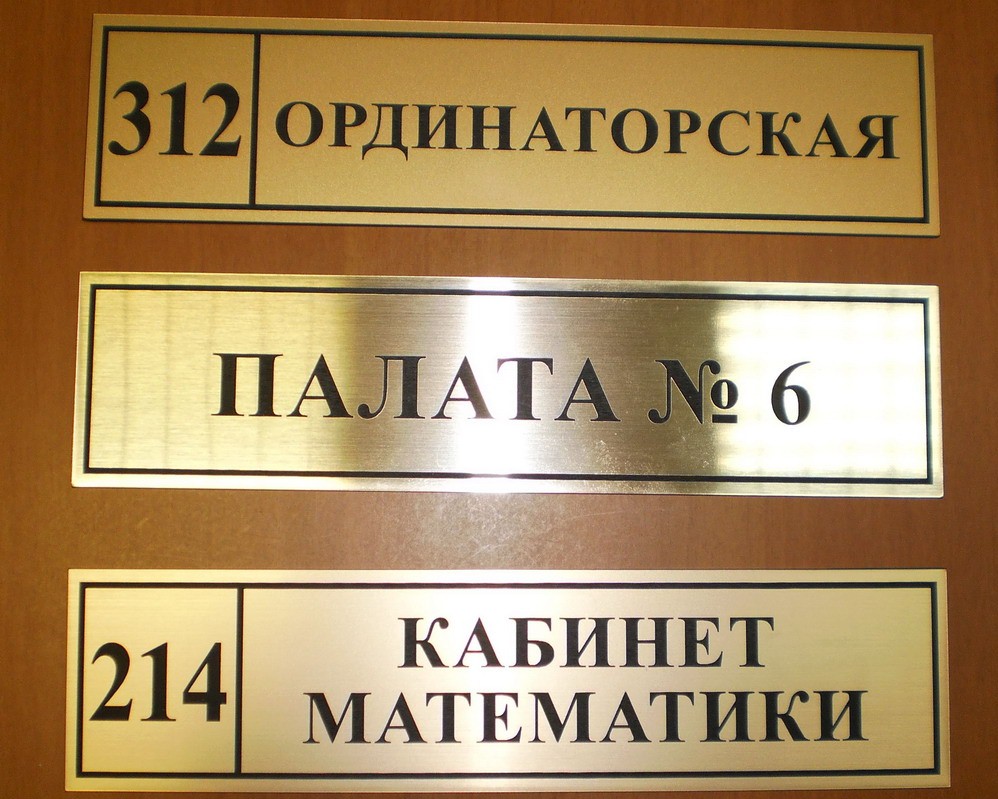 312 ОРДИНАТОРСКАЯ
ПАЛАТА № 6
214 КАБИНЕТ
МАТЕМАТИКИ